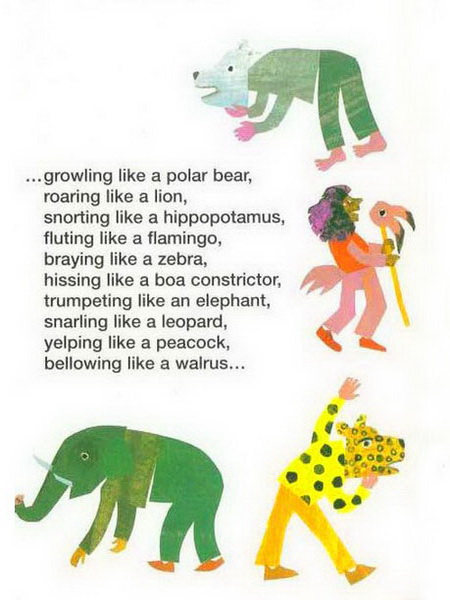 ...growling like a polar bear,
roaring like a lion,
snorting like a hippopotamus,
fluting like a flamingo,
braying like a zebra,
hissing like a boa constrictor,
trumpeting like an elephant,
snarling like a leopard,
yelping like a peacock,
bellowing like a walrus...